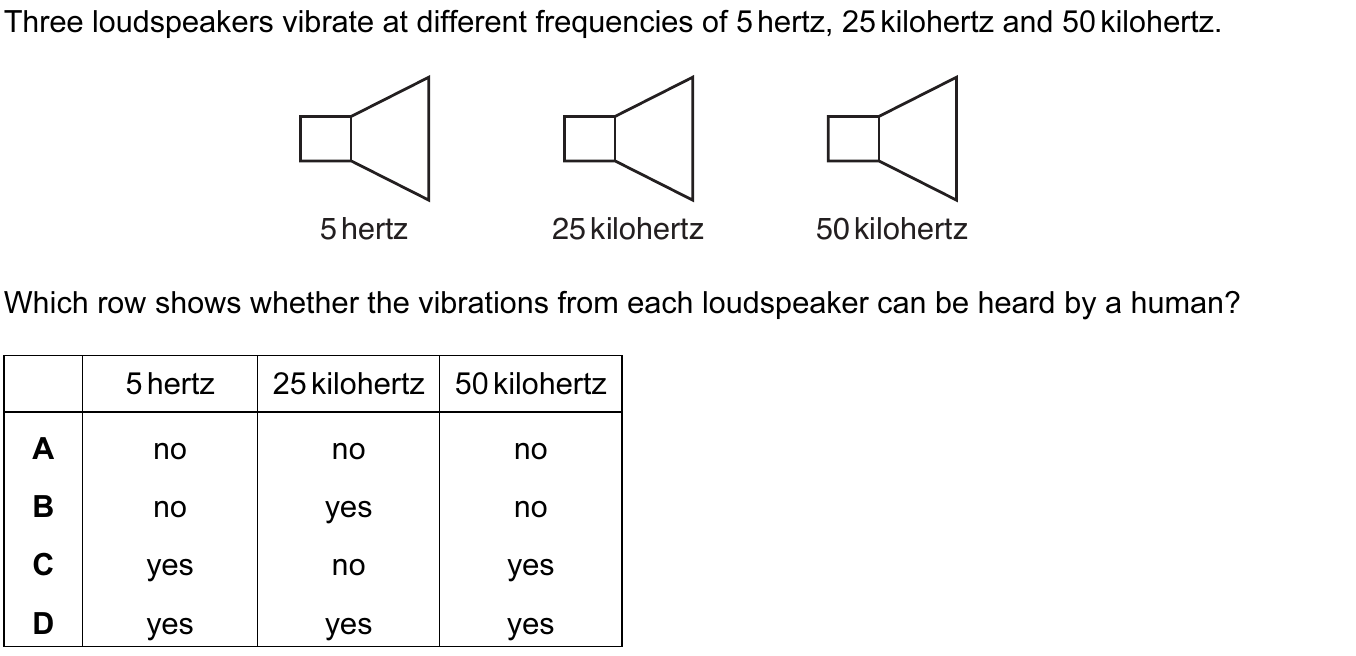 Three loudspeakers vibrate at different frequencies of 5 hertz, 25 kilohertz and 50 kilohertz.
5 hertz 25 kilohertz 50 kilohertz
Which row shows whether the vibrations from each loudspeaker can be heard by a human?
5 hertz 25 kilohertz 50 kilohertz
A no no no
B no yes no
C yes no yes
D yes yes yes